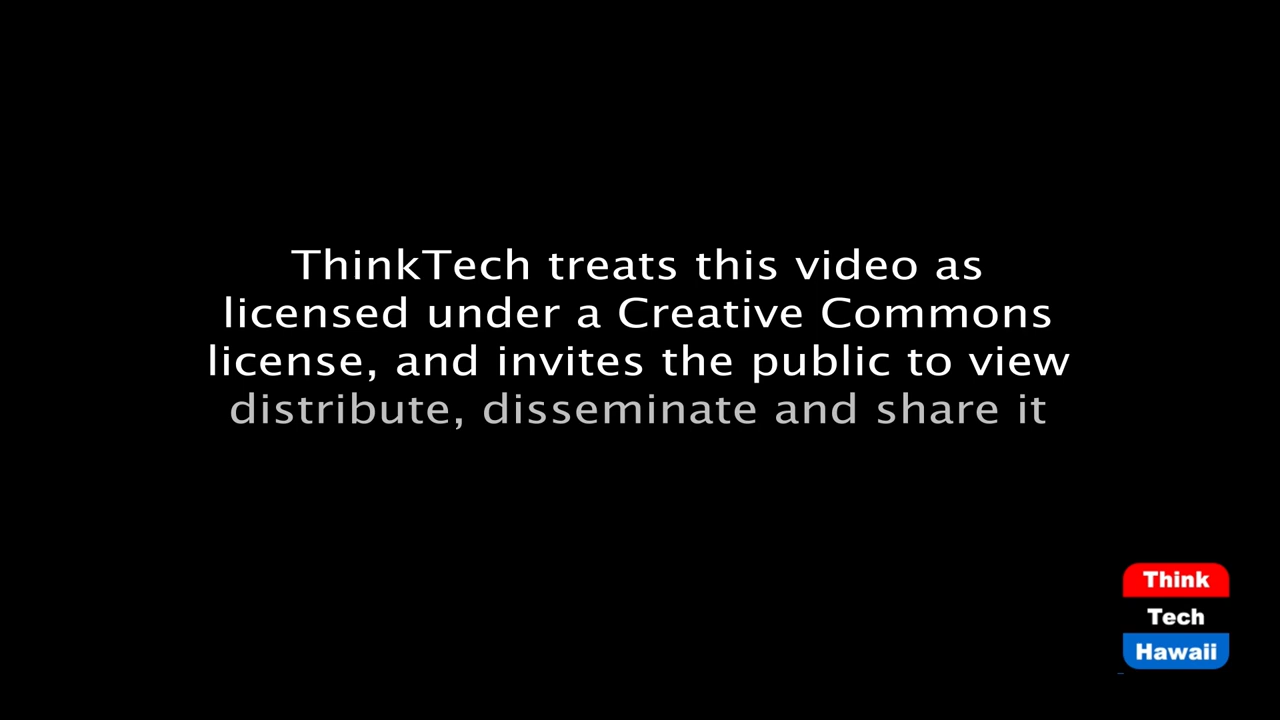 ThinkTech treats this video as
licensed under a Creative Commons
license, and invites the public to view
distribute, disseminate and share it
Think
Tech
Hawaii